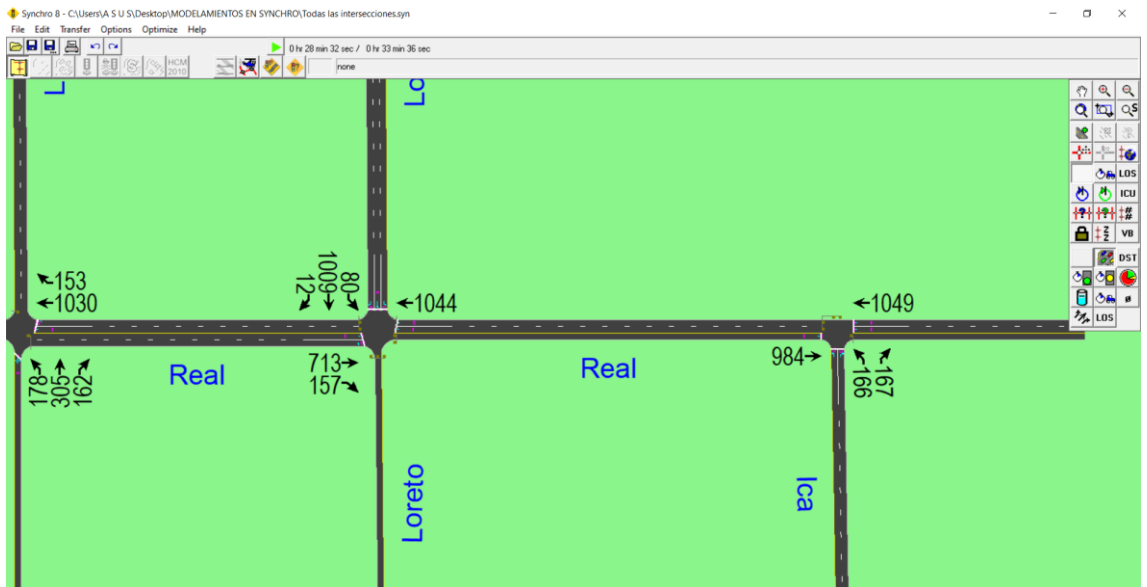 Synchro 8 - C:\Users\A S U S\Desktop\MODELAMIENTOS EN SYNCHRO\Todas las intersecciones.syn
File Edit Transfer Options Optimize Help
0 hr 28 min 32 sec / 0 hr 33 min 36 sec
HCM 2010
none
L
Lo
S
LOS
ICU
VB
DST
ø
LOS
153
1030
12
1009
80
1044
1049
178
305
162
Real
713
157
Real
984
166
167
Loreto
Ica